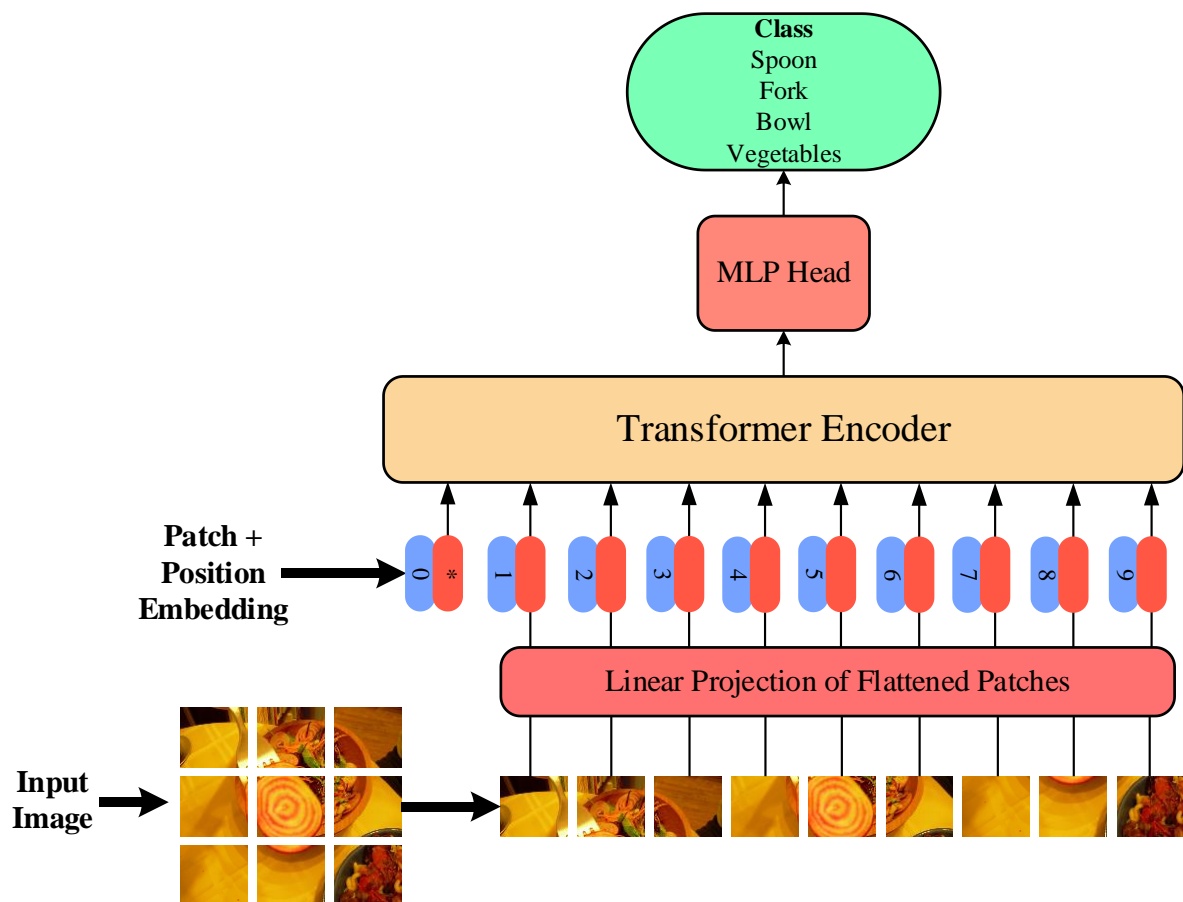 Class
Spoon
Fork
Bowl
Vegetables
MLP Head
Transformer Encoder
Patch +
Position
Embedding
0 * 1 2 3 4 5 6 7 8 9
Linear Projection of Flattened Patches
Input
Image